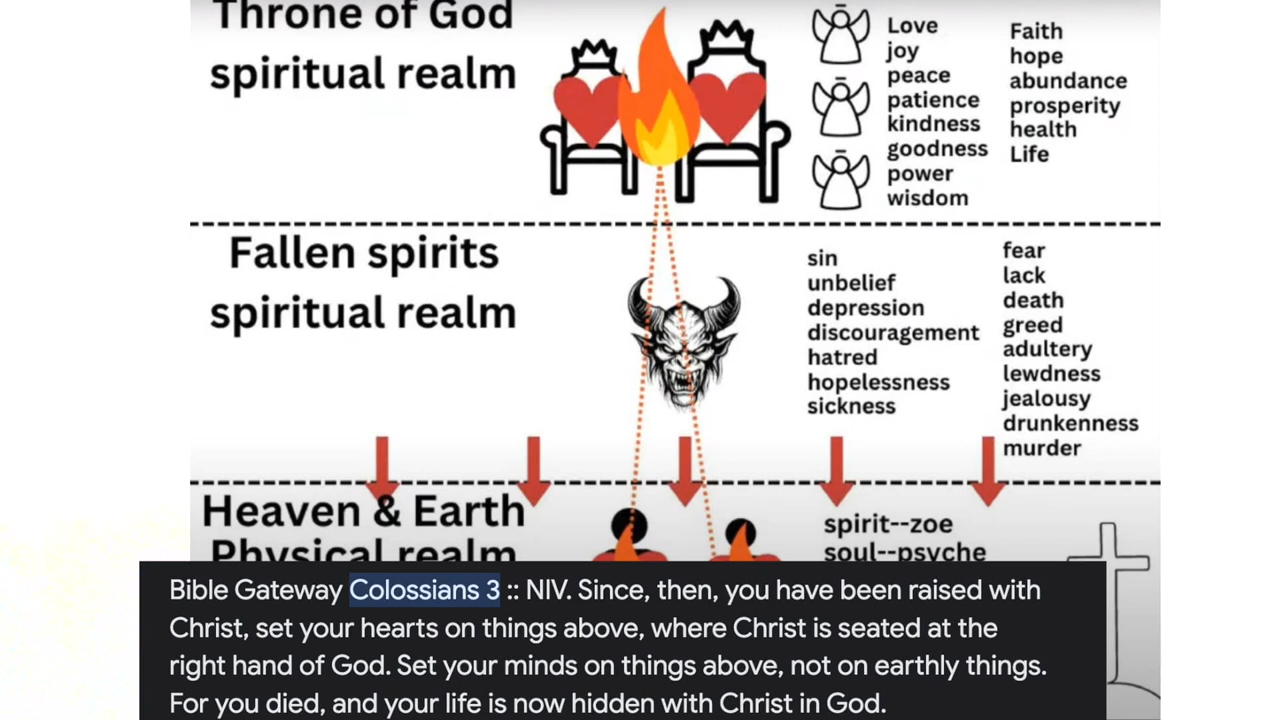 Throne of God
spiritual realm
Love
joy
peace
patience
kindness
goodness
power
wisdom
Faith
hope
abundance
prosperity
health
Life
Fallen spirits
spiritual realm
sin
unbelief
depression
discouragement
hatred
hopelessness
sickness
fear
lack
death
greed
adultery
lewdness
jealousy
drunkenness
murder
Heaven & Earth
Physical realm
spirit--zoe
soul--psyche
Bible Gateway Colossians 3 :: NIV. Since, then, you have been raised with
Christ, set your hearts on things above, where Christ is seated at the
right hand of God. Set your minds on things above, not on earthly things.
For you died, and your life is now hidden with Christ in God.